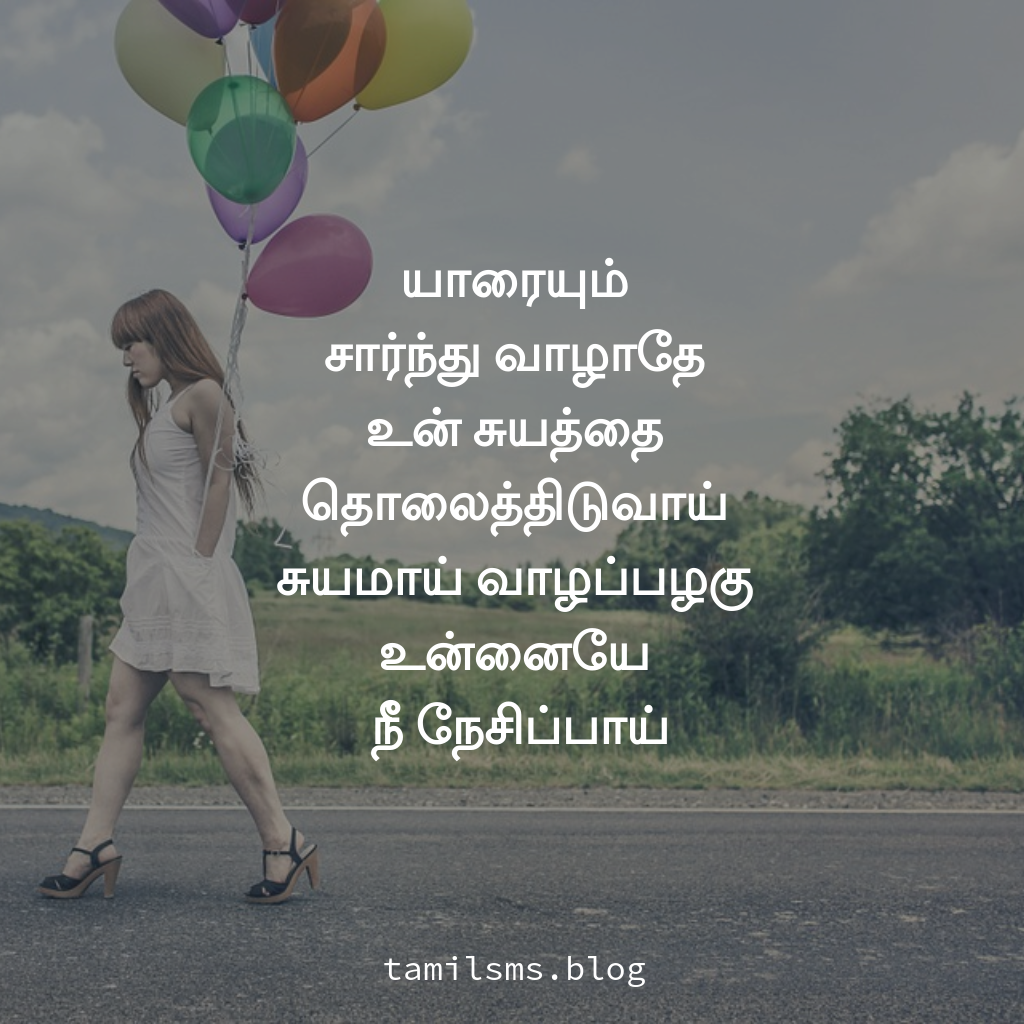 யாரையும்
சார்ந்து வாழாதே
உன் சுயத்தை
தொலைத்திடுவாய்
சுயமாய் வாழப்பழகு
உன்னையே
நீ நேசிப்பாய்
tamilsms.blog